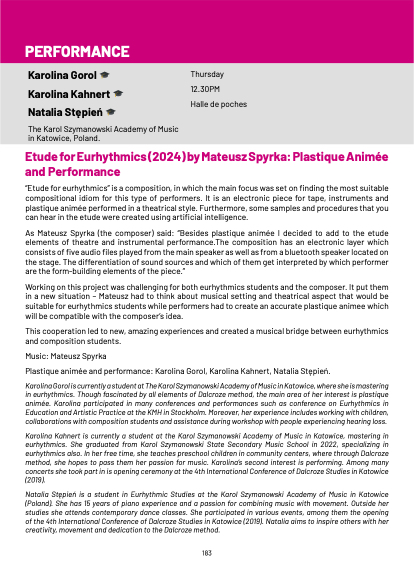 PERFORMANCE
Karolina Gorol
Karolina Kahnert
Natalia Stępień
The Karol Szymanowski Academy of Music
in Katowice, Poland.
Thursday
12.30PM
Halle de poches
Etude for Eurhythmics (2024) by Mateusz Spyrka: Plastique Animée
and Performance
“Etude for eurhythmics” is a composition, in which the main focus was set on finding the most suitable
compositional idiom for this type of performers. It is an electronic piece for tape, instruments and
plastique animée performed in a theatrical style. Furthermore, some samples and procedures that you
can hear in the etude were created using artificial intelligence.
As Mateusz Spyrka (the composer) said: “Besides plastique animée I decided to add to the etude
elements of theatre and instrumental performance.The composition has an electronic layer which
consists of five audio files played from the main speaker as well as from a bluetooth speaker located on
the stage. The differentiation of sound sources and which of them get interpreted by which performer
are the form-building elements of the piece.”
Working on this project was challenging for both eurhythmics students and the composer. It put them
in a new situation – Mateusz had to think about musical setting and theatrical aspect that would be
suitable for eurhythmics students while performers had to create an accurate plastique animee which
will be compatible with the composer’s idea.
This cooperation led to new, amazing experiences and created a musical bridge between eurhythmics
and composition students.
Music: Mateusz Spyrka
Plastique animée and performance: Karolina Gorol, Karolina Kahnert, Natalia Stępień.
Karolina Gorol is currently a student at The Karol Szymanowski Academy of Music in Katowice, where she is mastering
in eurhythmics. Though fascinated by all elements of Dalcroze method, the main area of her interest is plastique
animée. Karolina participated in many conferences and performances such as conference on Eurhythmics in
Education and Artistic Practice at the KMH in Stockholm. Moreover, her experience includes working with children,
collaborations with composition students and assistance during workshop with people experiencing hearing loss.
Karolina Kahnert is currently a student at the Karol Szymanowski Academy of Music in Katowice, mastering in
eurhythmics. She graduated from Karol Szymanowski State Secondary Music School in 2022, specializing in
eurhythmics also. In her free time, she teaches preschool children in community centers, where through Dalcroze
method, she hopes to pass them her passion for music. Karolina's second interest is performing. Among many
concerts she took part in is opening ceremony at the 4th International Conference of Dalcroze Studies in Katowice
(2019).
Natalia Stępień is a student in Eurhythmic Studies at the Karol Szymanowski Academy of Music in Katowice
(Poland). She has 15 years of piano experience and a passion for combining music with movement. Outside her
studies she attends contemporary dance classes. She participated in various events, among them the opening
of the 4th International Conference of Dalcroze Studies in Katowice (2019). Natalia aims to inspire others with her
creativity, movement and dedication to the Dalcroze method.
183